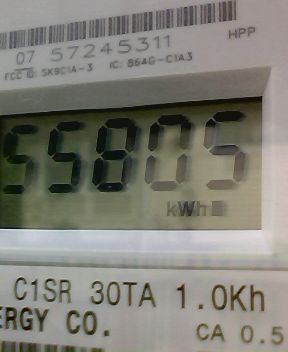 07 57245311
HPP
FCC ID: SK9C1A-3 IC: 864G-C1A3
55805
kWh
C1SR 30TA 1.0Kh
ERGY CO.
CA 0.5